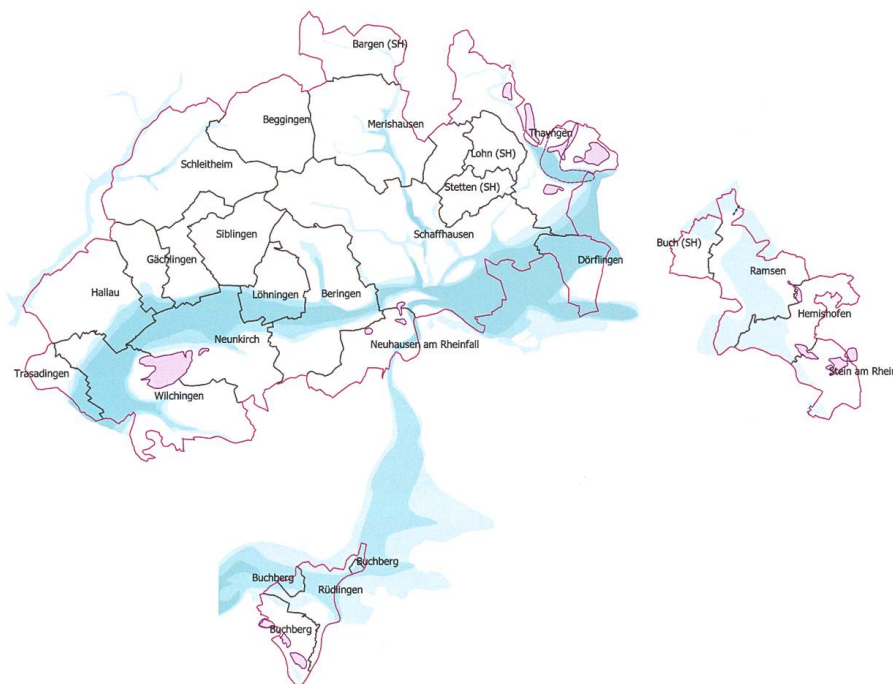 Bargen (SH)
Beggingen
Merishausen
Thayngen
Lohn (SH)
Schleitheim
Stetten (SH)
Schaffhausen
Siblingen
Gächlingen
Buch (SH)
Dörflingen
Ramsen
Hallau
Löhningen
Beringen
Hemishofen
Neunkirch
Neuhausen am Rheinfall
Trasadingen
Stein am Rhein
Wilchingen
Buchberg
Buchberg
Rüdlingen
Buchberg